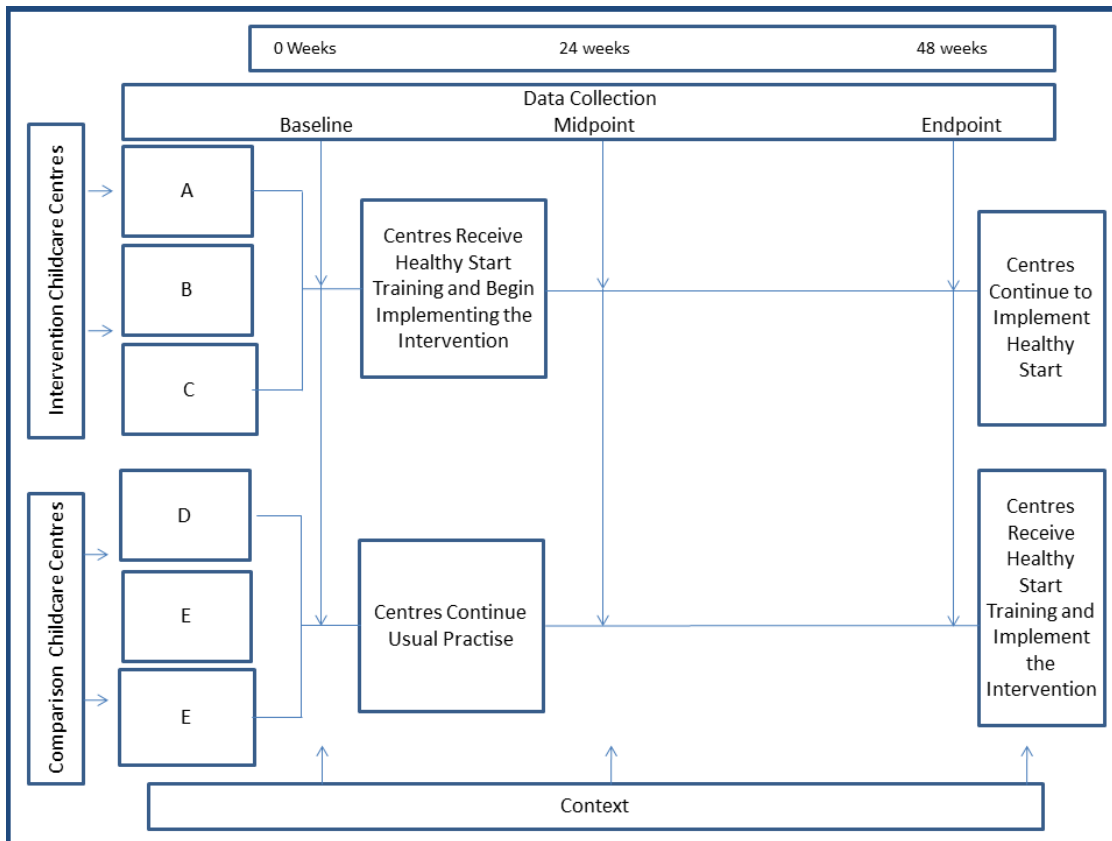 0 Weeks 24 weeks 48 weeks
Data Collection
Baseline Midpoint Endpoint
Intervention Childcare Centres
A
B
C
Centres Receive
Healthy Start
Training and Begin
Implementing the
Intervention
Centres
Continue to
Implement
Healthy
Start
Comparison Childcare Centres
D
E
E
Centres Continue
Usual Practise
Centres
Receive
Healthy
Start
Training and
Implement
the
Intervention
Context